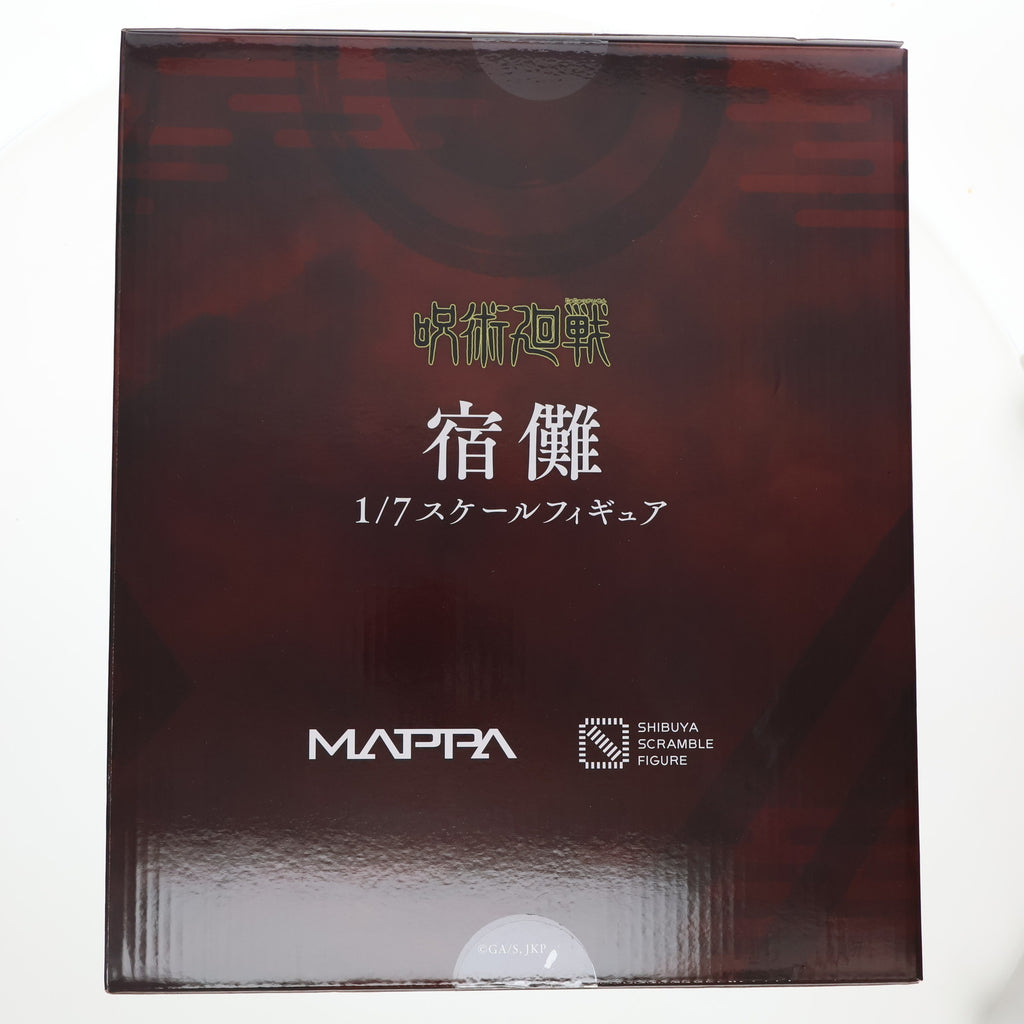 呪術廻戦
宿儺
1/7スケールフィギュア
MAPPA
SHIBUYA
SCRAMBLE
FIGURE
©GA/S, JKP